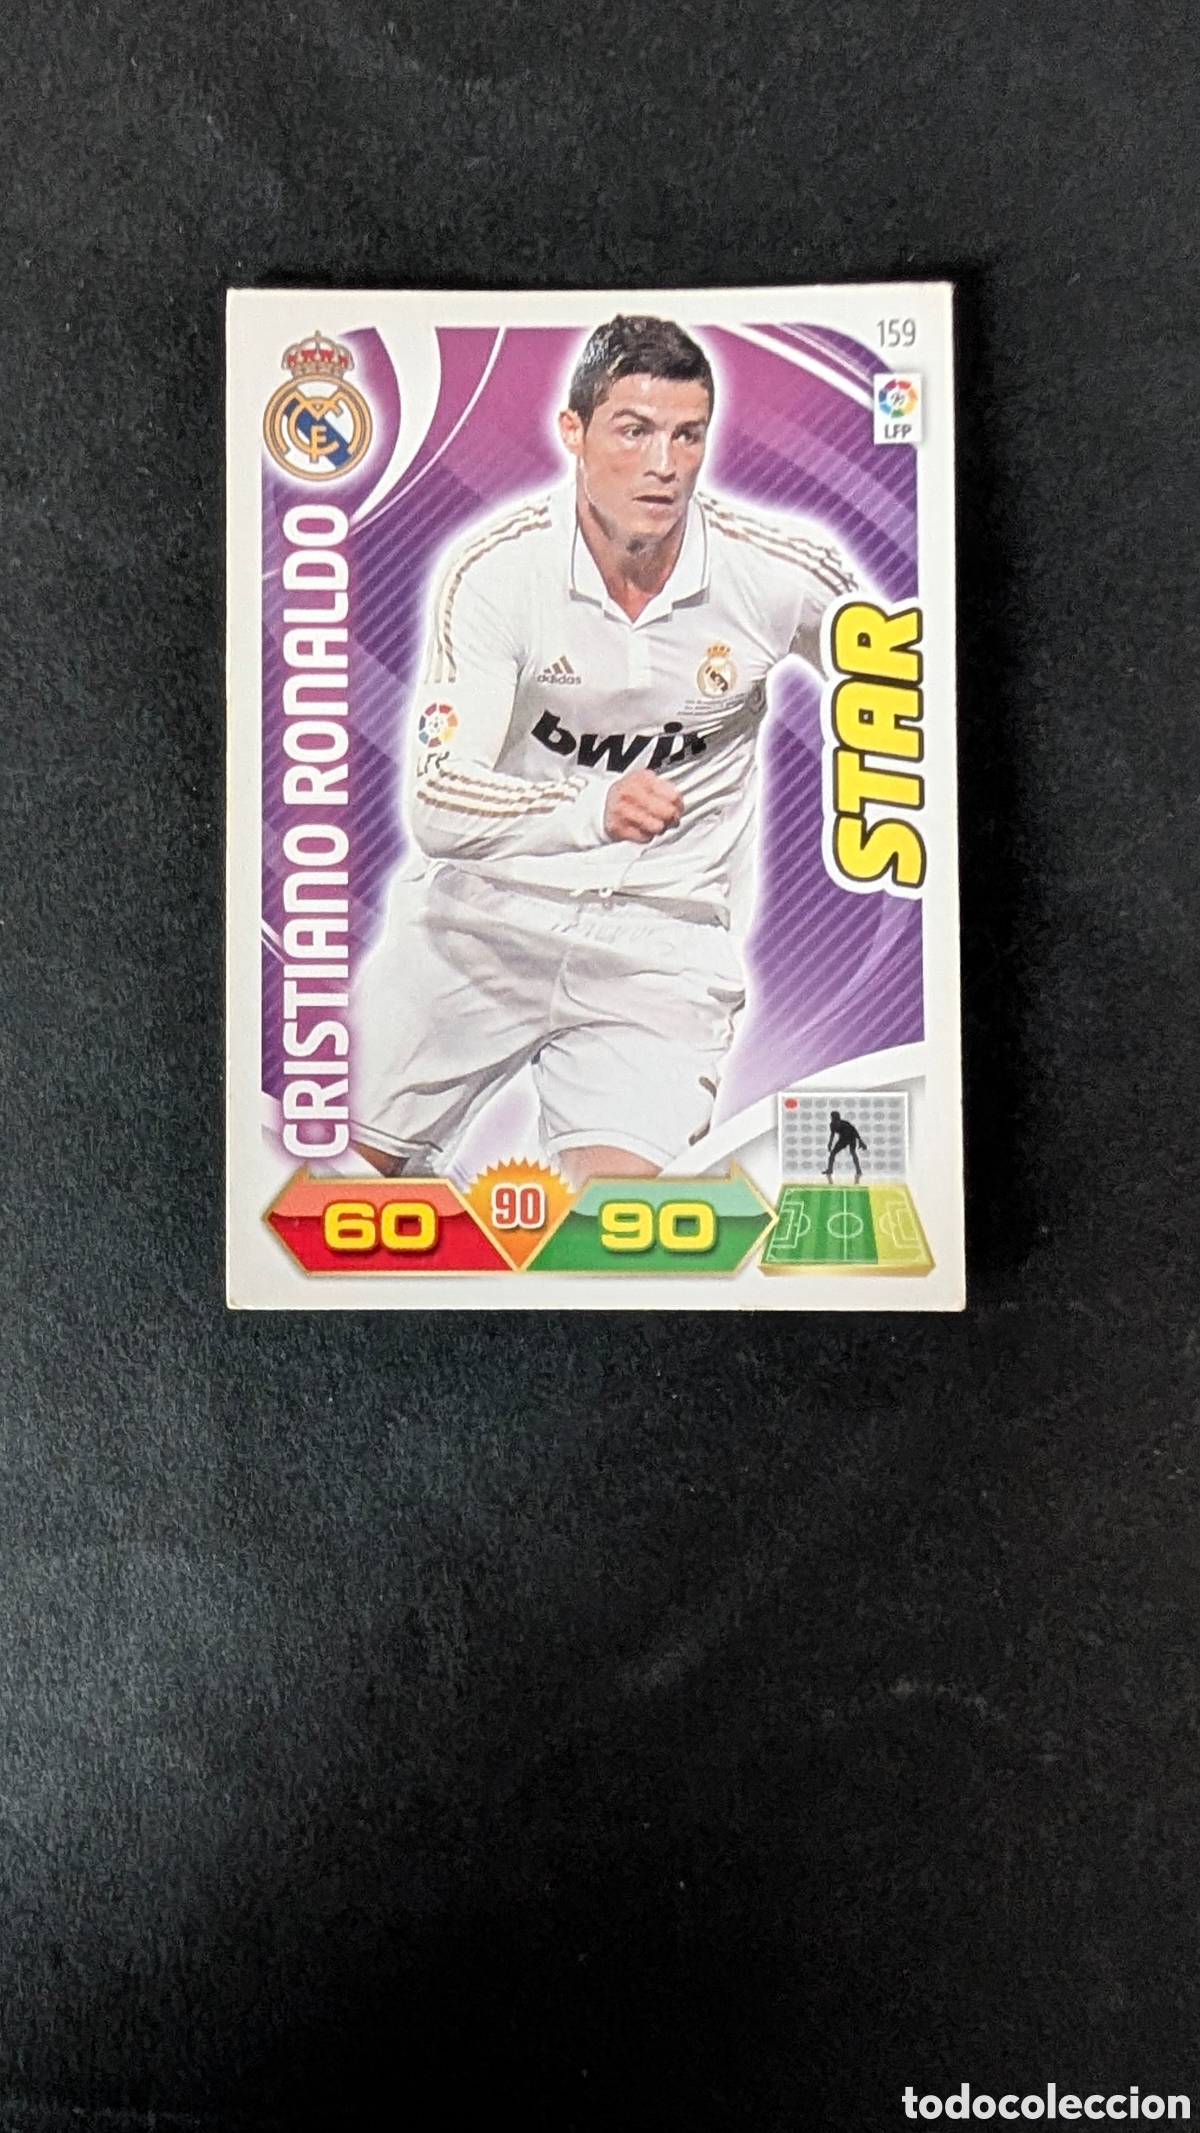 159
LFP
CRISTIANO RONALDO
adidas
bwin
STAR
60
90
90
todocoleccion